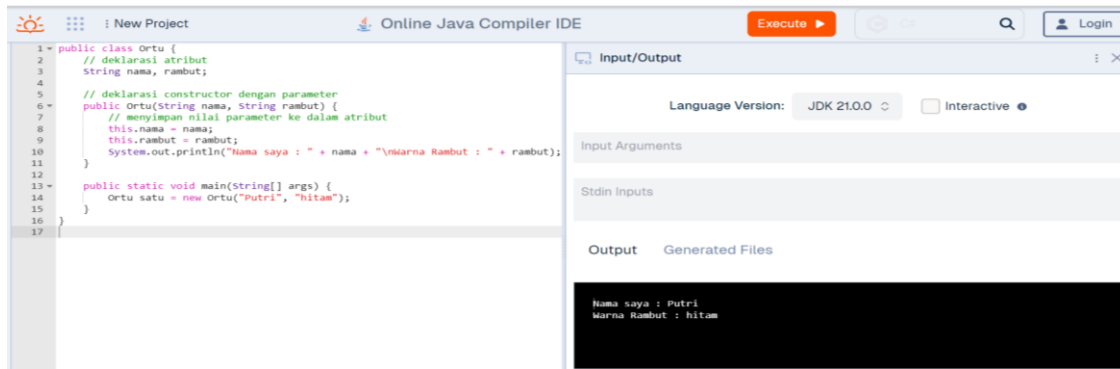 New Project
Online Java Compiler IDE
Execute
Login
1 public class Ortu {
2 // deklarasi atribut
3 String nama, rambut;
4
5 // deklarasi constructor dengan parameter
6 public Ortu(String nama, String rambut) {
7 // menyimpan nilai parameter ke dalam atribut
8 this.nama = nama;
9 this.rambut = rambut;
10 System.out.println("Nama saya : " + nama + "\nWarna Rambut : " + rambut);
11 }
12
13 public static void main(String[] args) {
14 Ortu satu = new Ortu("Putri", "hitam");
15 }
16 }
17
Input/Output
Language Version: JDK 21.0.0 Interactive
Input Arguments
Stdin Inputs
Output Generated Files
Nama saya : Putri
Warna Rambut : hitam